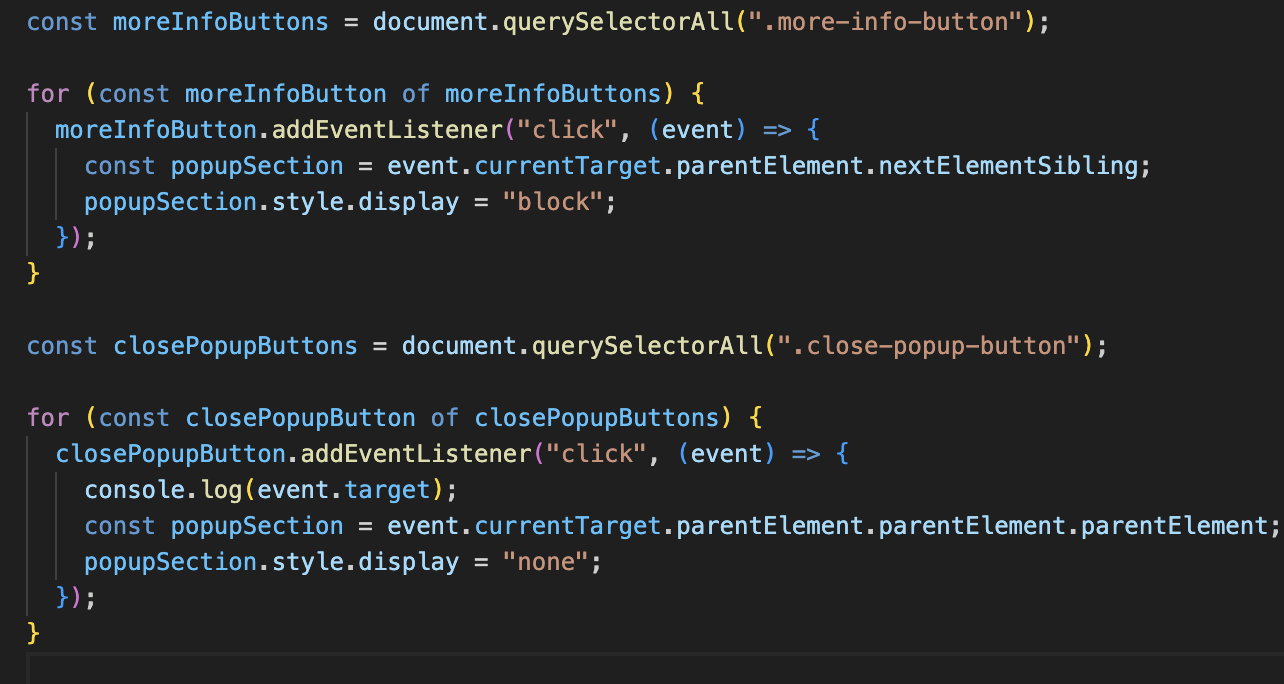 const moreInfoButtons = document.querySelectorAll(".more-info-button");

for (const moreInfoButton of moreInfoButtons) {
  moreInfoButton.addEventListener("click", (event) => {
    const popupSection = event.currentTarget.parentElement.nextElementSibling;
    popupSection.style.display = "block";
  });
}

const closePopupButtons = document.querySelectorAll(".close-popup-button");

for (const closePopupButton of closePopupButtons) {
  closePopupButton.addEventListener("click", (event) => {
    console.log(event.target);
    const popupSection = event.currentTarget.parentElement.parentElement.parentElement;
    popupSection.style.display = "none";
  });
}